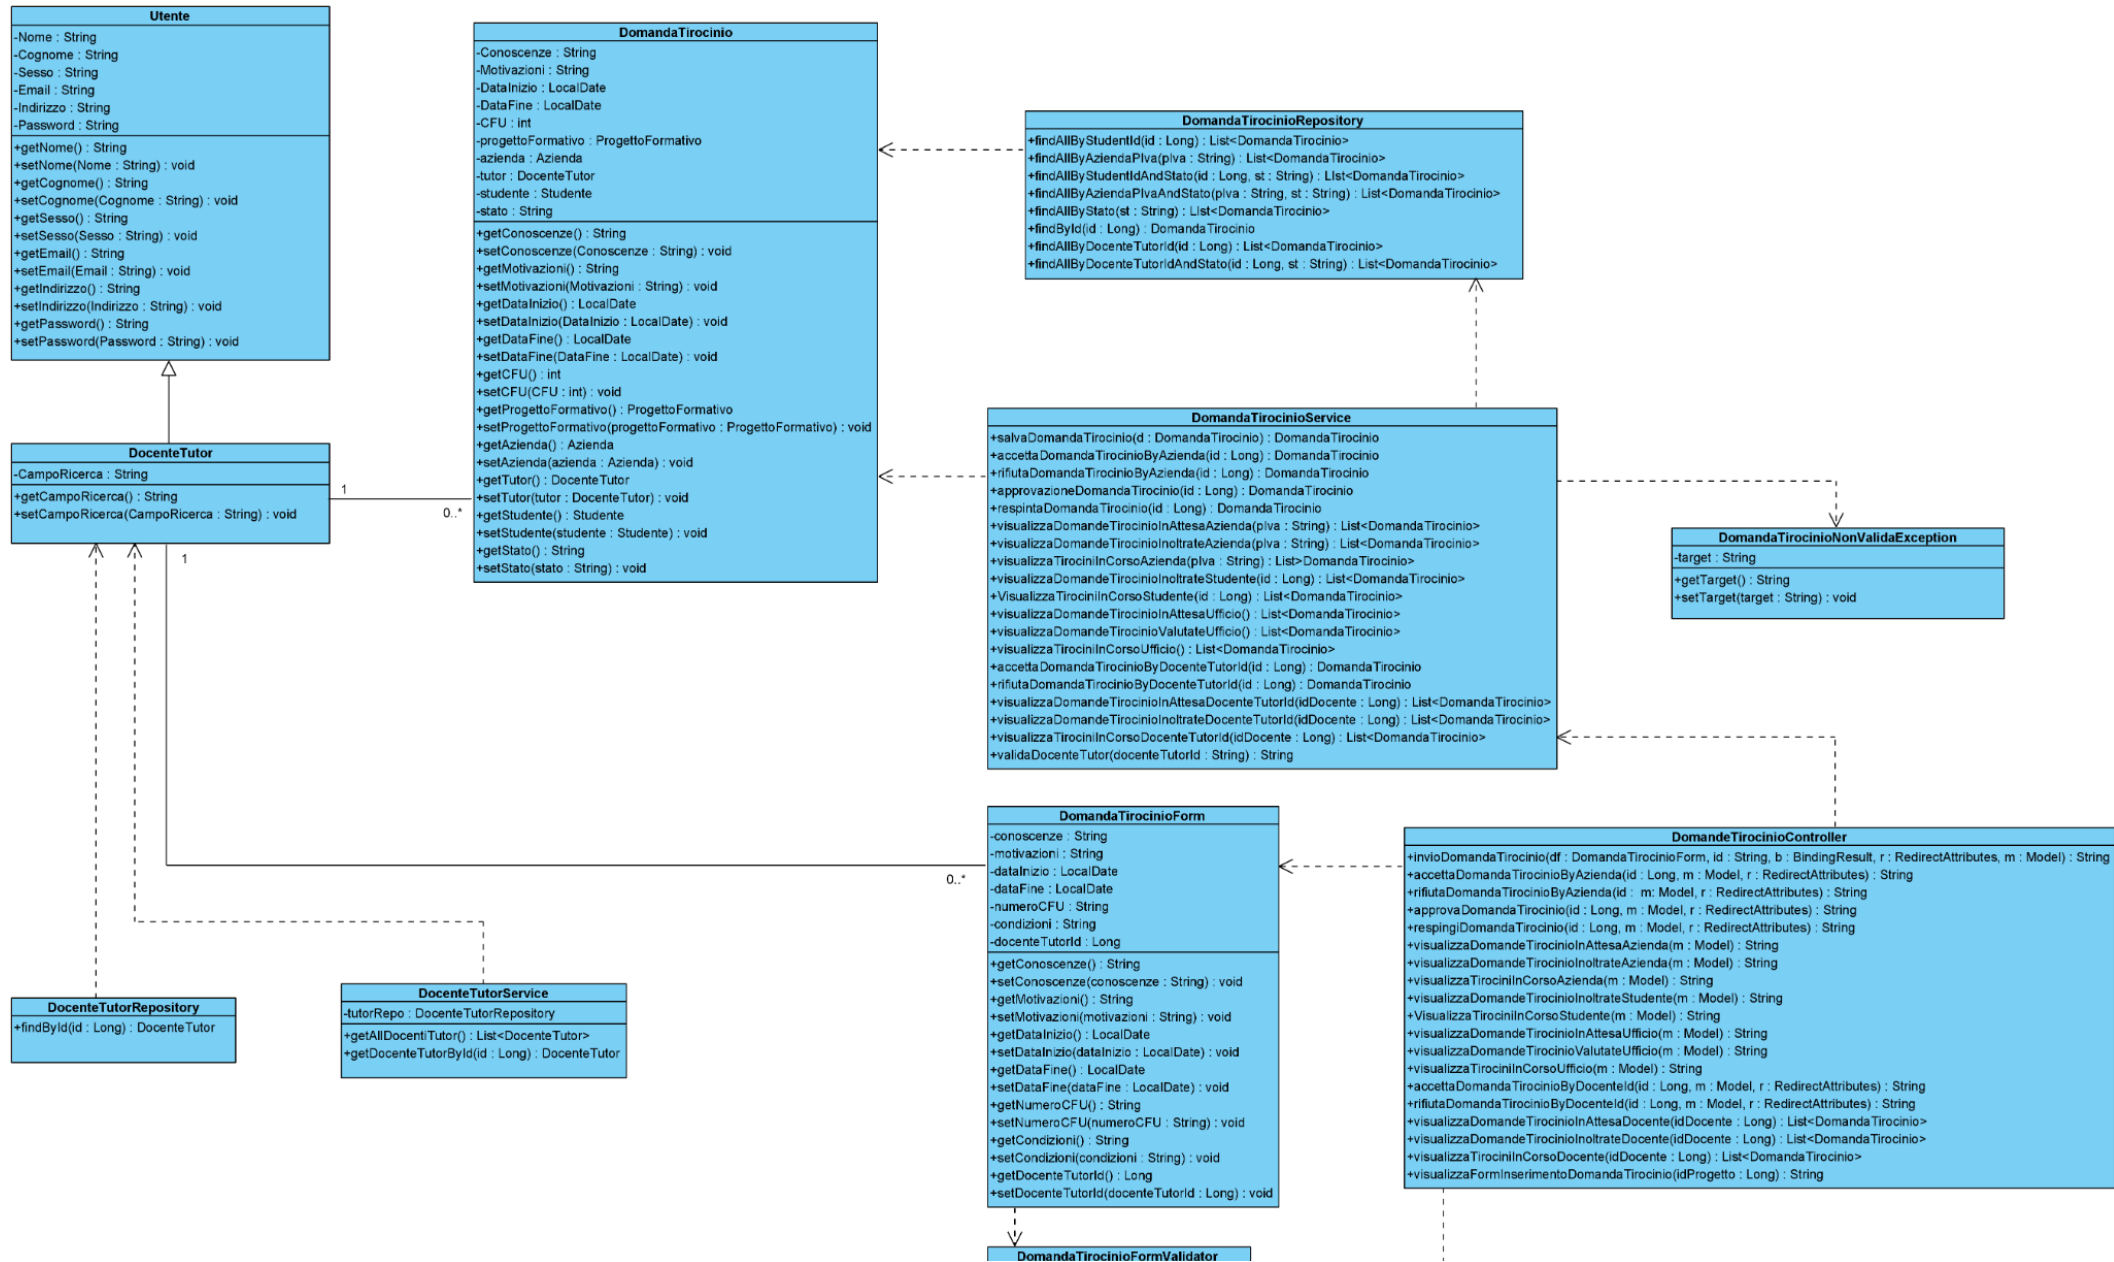 Utente
-Nome : String
-Cognome : String
-Sesso : String
-Email : String
-Indirizzo : String
-Password : String
+getNome() : String
+setNome(Nome : String) : void
+getCognome() : String
+setCognome(Cognome : String) : void
+getSesso() : String
+setSesso(Sesso : String) : void
+getEmail() : String
+setEmail(Email : String) : void
+getIndirizzo() : String
+setIndirizzo(Indirizzo : String) : void
+getPassword() : String
+setPassword(Password : String) : void
DocenteTutor
-CampoRicerca : String
+getCampoRicerca() : String
+setCampoRicerca(CampoRicerca : String) : void
1
0..*
1
0..*
DomandaTirocinio
-Conoscenze : String
-Motivazioni : String
-DataInizio : LocalDate
-DataFine : LocalDate
-CFU : int
-progettoFormativo : ProgettoFormativo
-azienda : Azienda
-tutor : DocenteTutor
-studente : Studente
-stato : String
+getConoscenze() : String
+setConoscenze(Conoscenze : String) : void
+getMotivazioni() : String
+setMotivazioni(Motivazioni : String) : void
+getDataInizio() : LocalDate
+setDataInizio(DataInizio : LocalDate) : void
+getDataFine() : LocalDate
+setDataFine(DataFine : LocalDate) : void
+getCFU() : int
+setCFU(CFU : int) : void
+getProgettoFormativo() : ProgettoFormativo
+setProgettoFormativo(progettoFormativo : ProgettoFormativo) : void
+getAzienda() : Azienda
+setAzienda(azienda : Azienda) : void
+getTutor() : DocenteTutor
+setTutor(tutor : DocenteTutor) : void
+getStudente() : Studente
+setStudente(studente : Studente) : void
+getStato() : String
+setStato(stato : String) : void
DomandaTirocinioRepository
+findAllByStudentId(id : Long) : List<DomandaTirocinio>
+findAllByAziendaPIva(pIva : String) : List<DomandaTirocinio>
+findAllByStudentIdAndStato(id : Long, st : String) : LIst<DomandaTirocinio>
+findAllByAziendaPIvaAndStato(pIva : String, st : String) : List<DomandaTirocinio>
+findAllByStato(st : String) : LIst<DomandaTirocinio>
+findById(id : Long) : DomandaTirocinio
+findAllByDocenteTutorId(id : Long) : List<DomandaTirocinio>
+findAllByDocenteTutorIdAndStato(id : Long, st : String) : List<DomandaTirocinio>
DomandaTirocinioService
+salvaDomandaTirocinio(d : DomandaTirocinio) : DomandaTirocinio
+accettaDomandaTirocinioByAzienda(id : Long) : DomandaTirocinio
+rifiutaDomandaTirocinioByAzienda(id : Long) : DomandaTirocinio
+approvazioneDomandaTirocinio(id : Long) : DomandaTirocinio
+respintaDomandaTirocinio(id : Long) : DomandaTirocinio
+visualizzaDomandeTirocinioInAttesaAzienda(pIva : String) : List<DomandaTirocinio>
+visualizzaDomandeTirocinioInoltrateAzienda(pIva : String) : List<DomandaTirocinio>
+visualizzaTirociniInCorsoAzienda(pIva : String) : List>DomandaTirocinio>
+visualizzaDomandeTirocinioInoltrateStudente(id : Long) : List<DomandaTirocinio>
+VisualizzaTirociniInCorsoStudente(id : Long) : List<DomandaTirocinio>
+visualizzaDomandeTirocinioInAttesaUfficio() : List<DomandaTirocinio>
+visualizzaDomandeTirocinioValutateUfficio() : List<DomandaTirocinio>
+visualizzaTirociniInCorsoUfficio() : List<DomandaTirocinio>
+accettaDomandaTirocinioByDocenteTutorId(id : Long) : DomandaTirocinio
+rifiutaDomandaTirocinioByDocenteTutorId(id : Long) : DomandaTirocinio
+visualizzaDomandeTirocinioInAttesaDocenteTutorId(idDocente : Long) : List<DomandaTirocinio>
+visualizzaDomandeTirocinioInoltrateDocenteTutorId(idDocente : Long) : List<DomandaTirocinio>
+visualizzaTirociniInCorsoDocenteTutorId(idDocente : Long) : List<DomandaTirocinio>
+validaDocenteTutor(docenteTutorId : String) : String
DomandaTirocinioNonValidaException
-target : String
+getTarget() : String
+setTarget(target : String) : void
DocenteTutorRepository
+findById(id : Long) : DocenteTutor
DocenteTutorService
-tutorRepo : DocenteTutorRepository
+getAllDocentiTutor() : List<DocenteTutor>
+getDocenteTutorById(id : Long) : DocenteTutor
DomandaTirocinioForm
-conoscenze : String
-motivazioni : String
-dataInizio : LocalDate
-dataFine : LocalDate
-numeroCFU : String
-condizioni : String
-docenteTutorId : Long
+getConoscenze() : String
+setConoscenze(conoscenze : String) : void
+getMotivazioni() : String
+setMotivazioni(motivazioni : String) : void
+getDataInizio() : LocalDate
+setDataInizio(dataInizio : LocalDate) : void
+getDataFine() : LocalDate
+setDataFine(dataFine : LocalDate) : void
+getNumeroCFU() : String
+setNumeroCFU(numeroCFU : String) : void
+getCondizioni() : String
+setCondizioni(condizioni : String) : void
+getDocenteTutorId() : Long
+setDocenteTutorId(docenteTutorId : Long) : void
DomandeTirocinioController
+invioDomandaTirocinio(df : DomandaTirocinioForm, id : String, b : BindingResult, r : RedirectAttributes, m : Model) : String
+accettaDomandaTirocinioByAzienda(id : Long, m : Model, r : RedirectAttributes) : String
+rifiutaDomandaTirocinioByAzienda(id : m: Model, r : RedirectAttributes) : String
+approvaDomandaTirocinio(id : Long, m : Model, r : RedirectAttributes) : String
+respingiDomandaTirocinio(id : Long, m : Model, r : RedirectAttributes) : String
+visualizzaDomandeTirocinioInAttesaAzienda(m : Model) : String
+visualizzaDomandeTirocinioInoltrateAzienda(m : Model) : String
+visualizzaTirociniInCorsoAzienda(m : Model) : String
+visualizzaDomandeTirocinioInoltrateStudente(m : Model) : String
+VisualizzaTirociniInCorsoStudente(m : Model) : String
+visualizzaDomandeTirocinioInAttesaUfficio(m : Model) : String
+visualizzaDomandeTirocinioValutateUfficio(m : Model) : String
+visualizzaTirociniInCorsoUfficio(m : Model) : String
+accettaDomandaTirocinioByDocenteId(id : Long, m : Model, r : RedirectAttributes) : String
+rifiutaDomandaTirocinioByDocenteId(id : Long, m : Model, r : RedirectAttributes) : String
+visualizzaDomandeTirocinioInAttesaDocente(idDocente : Long) : List<DomandaTirocinio>
+visualizzaDomandeTirocinioInoltrateDocente(idDocente : Long) : List<DomandaTirocinio>
+visualizzaTirociniInCorsoDocente(idDocente : Long) : List<DomandaTirocinio>
+visualizzaFormInserimentoDomandaTirocinio(idProgetto : Long) : String
DomandaTirocinioFormValidator